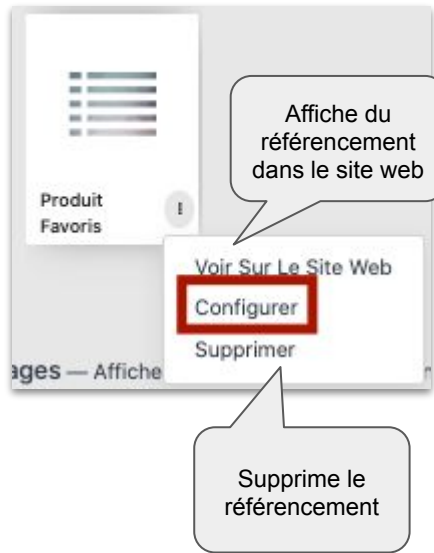 Affiche du
référencement
dans le site web
Produit
Favoris
Voir Sur Le Site Web
Configurer
Supprimer
ages — Affiche
Supprime le
référencement